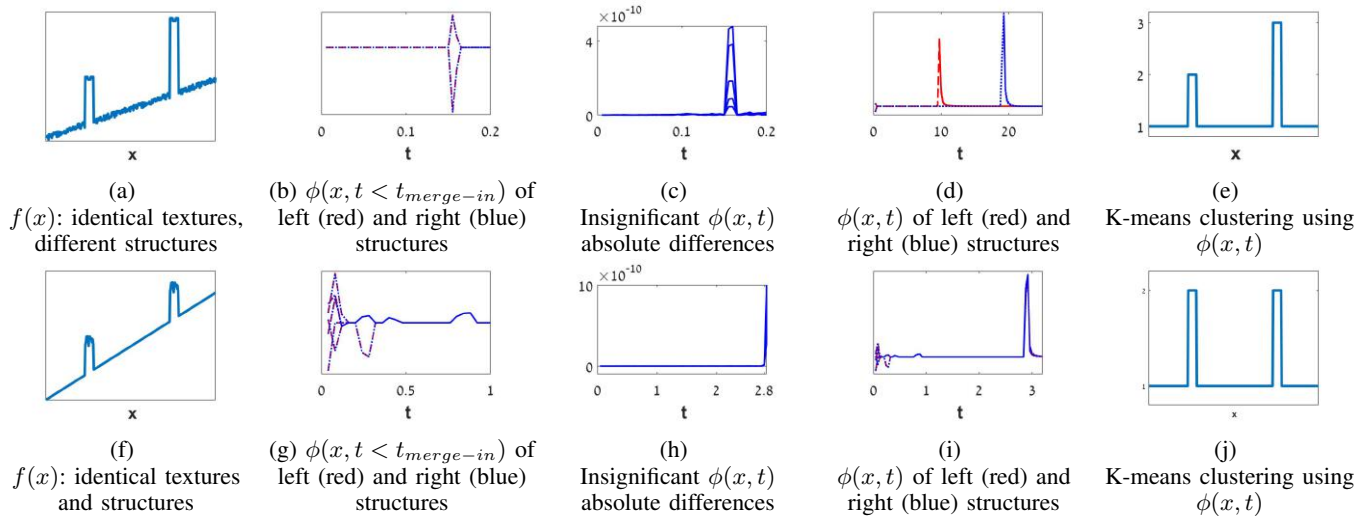 ×10⁻¹⁰
4
0
0 0.1 0.2
0 0.1 0.2
0 10 20
3
2
1
x
t
t
t
x
(a)
f(x): identical textures,
different structures
(b) ϕ(x, t < t_{merge−in}) of
left (red) and right (blue)
structures
(c)
Insignificant ϕ(x, t)
absolute differences
(d)
ϕ(x, t) of left (red) and
right (blue) structures
(e)
K-means clustering using
ϕ(x, t)
×10⁻¹⁰
10
0
0 0.5 1
0 1 2 2.8
0 1 2 3
2
1
x
t
t
t
x
(f)
f(x): identical textures
and structures
(g) ϕ(x, t < t_{merge−in}) of
left (red) and right (blue)
structures
(h)
Insignificant ϕ(x, t)
absolute differences
(i)
ϕ(x, t) of left (red) and
right (blue) structures
(j)
K-means clustering using
ϕ(x, t)